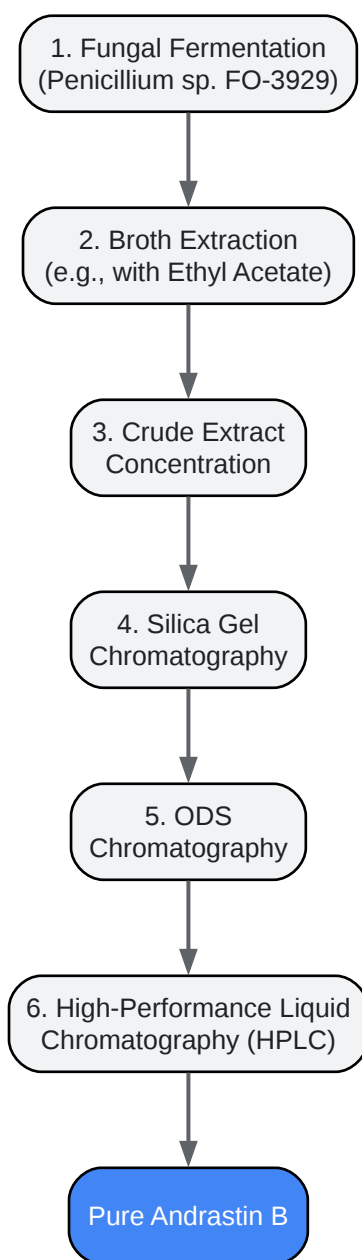 1. Fungal Fermentation
(Penicillium sp. FO-3929)
2. Broth Extraction
(e.g., with Ethyl Acetate)
3. Crude Extract
Concentration
4. Silica Gel
Chromatography
5. ODS
Chromatography
6. High-Performance Liquid
Chromatography (HPLC)
Pure Andrastin B